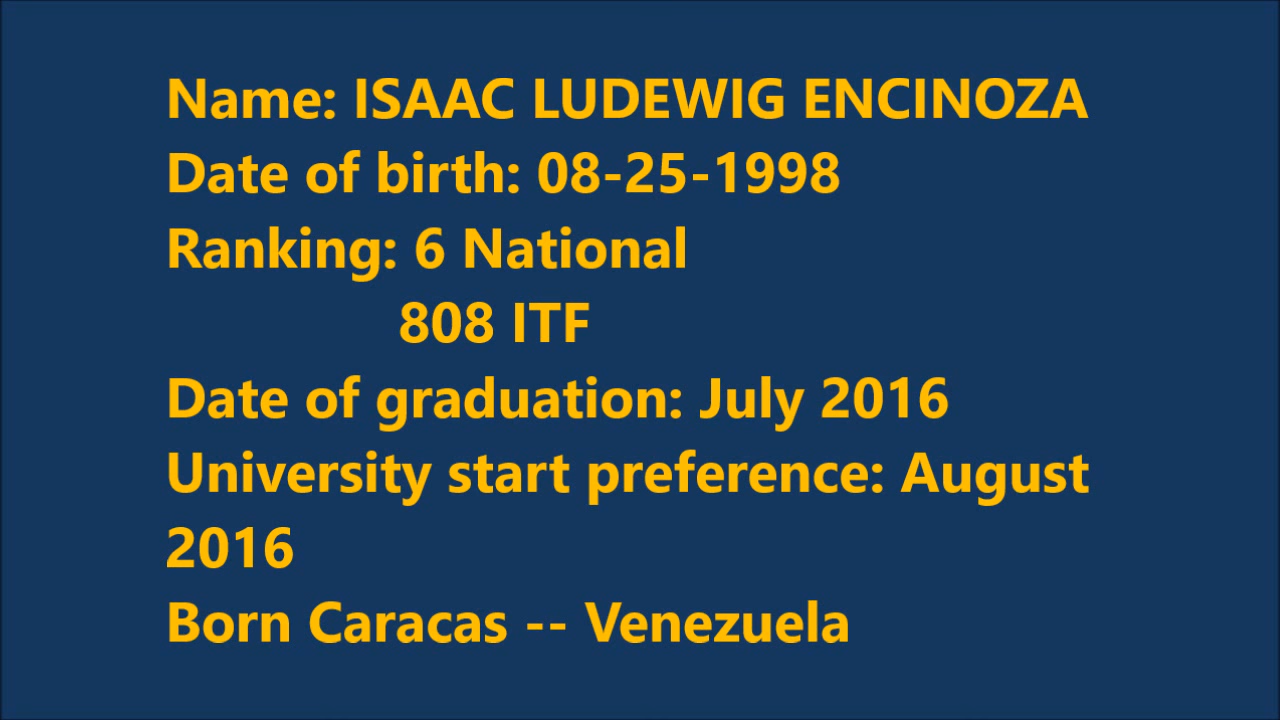 Name: ISAAC LUDEWIG ENCINOZA
Date of birth: 08-25-1998
Ranking: 6 National
808 ITF
Date of graduation: July 2016
University start preference: August
2016
Born Caracas -- Venezuela